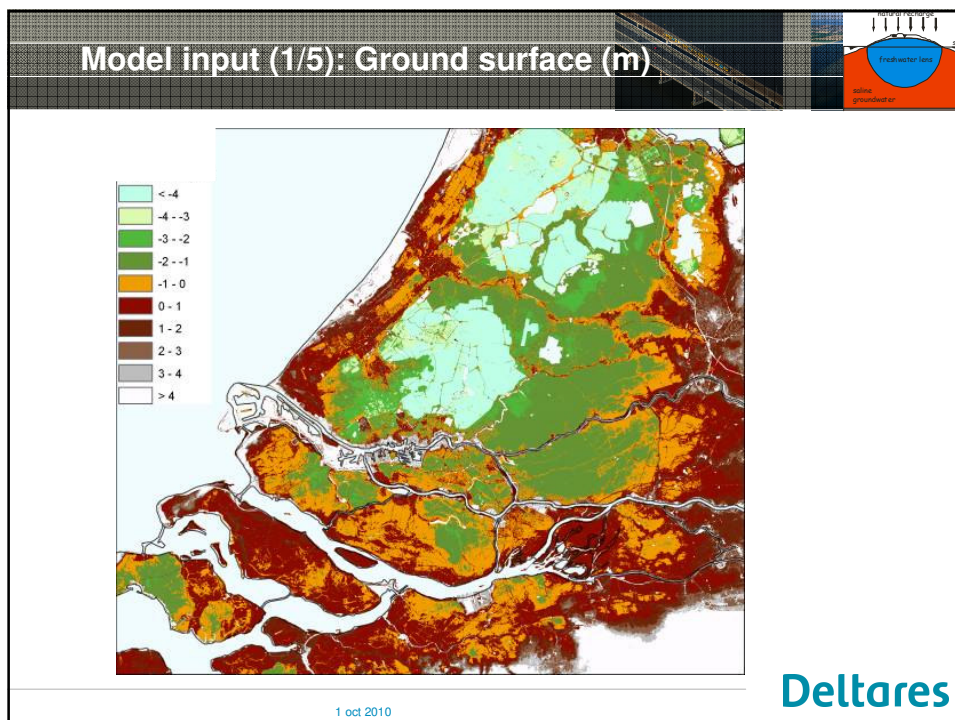 Model input (1/5): Ground surface (m)
natural recharge
freshwater lens
saline
groundwater
< -4
-4 - -3
-3 - -2
-2 - -1
-1 - 0
0 - 1
1 - 2
2 - 3
3 - 4
> 4
1 oct 2010
Deltares